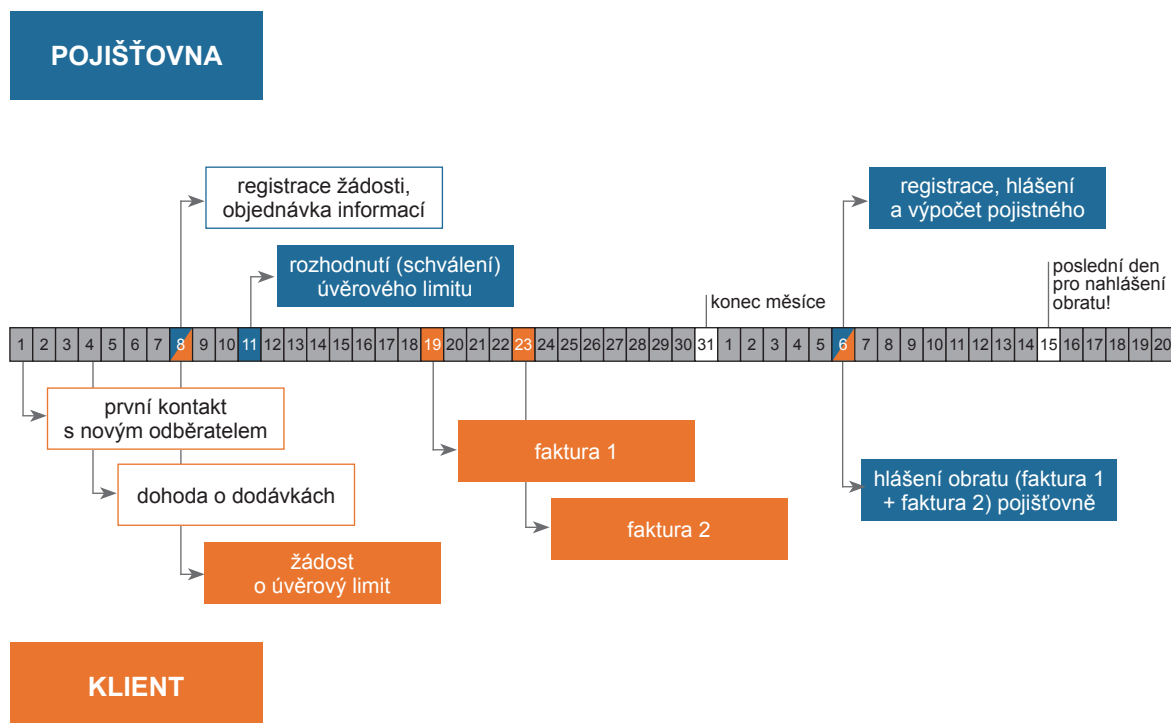 POJIŠŤOVNA
registrace žádosti,
objednávka informací
rozhodnutí (schválení)
úvěrového limitu
registrace, hlášení
a výpočet pojistného
konec měsíce
poslední den
pro nahlášení
obratu!
1 2 3 4 5 6 7 8 9 10 11 12 13 14 15 16 17 18 19 20 21 22 23 24 25 26 27 28 29 30 31 1 2 3 4 5 6 7 8 9 10 11 12 13 14 15 16 17 18 19 20
první kontakt
s novým odběratelem
dohoda o dodávkách
žádost
o úvěrový limit
faktura 1
faktura 2
hlášení obratu (faktura 1
+ faktura 2) pojišťovně
KLIENT